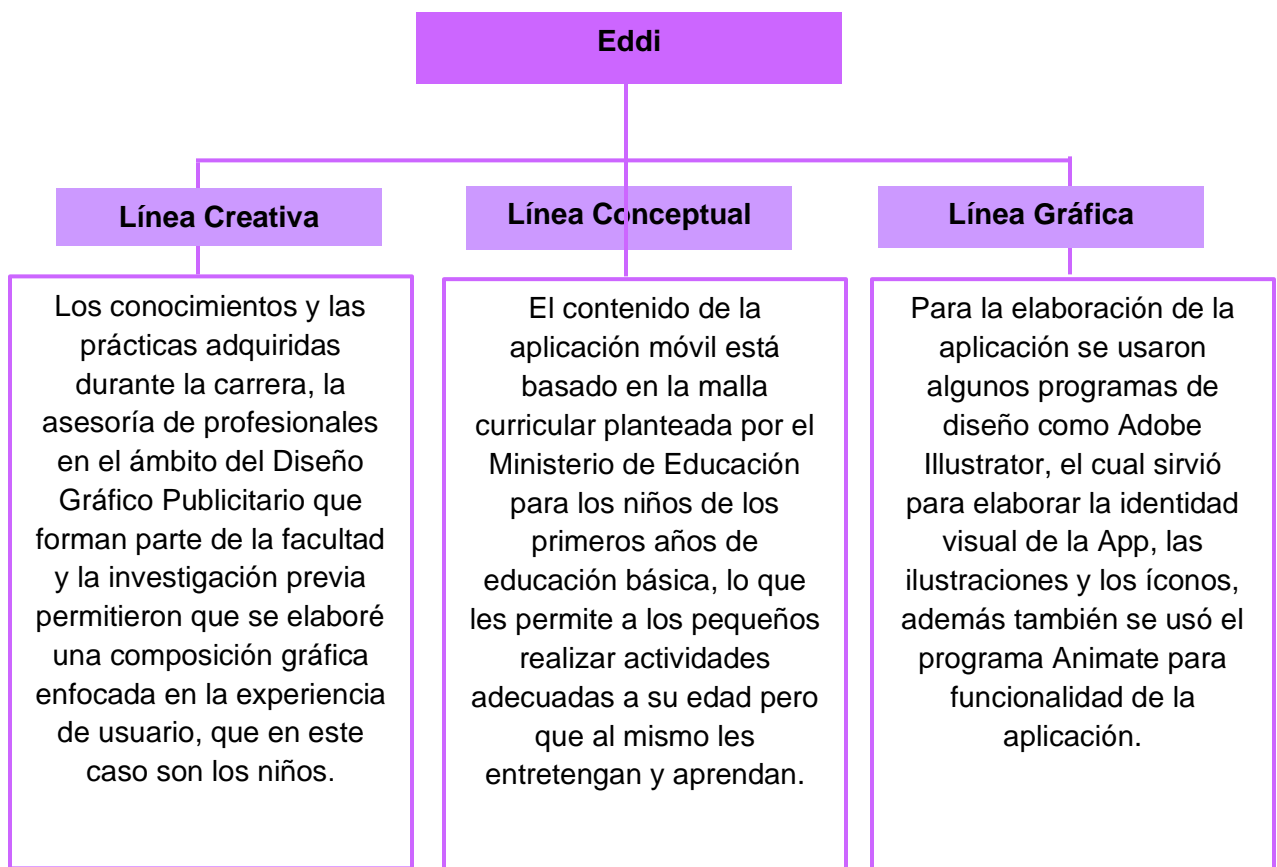 Eddi
Línea Creativa
Los conocimientos y las
prácticas adquiridas
durante la carrera, la
asesoría de profesionales
en el ámbito del Diseño
Gráfico Publicitario que
forman parte de la facultad
y la investigación previa
permitieron que se elaboré
una composición gráfica
enfocada en la experiencia
de usuario, que en este
caso son los niños.
Línea Conceptual
El contenido de la
aplicación móvil está
basado en la malla
curricular planteada por el
Ministerio de Educación
para los niños de los
primeros años de
educación básica, lo que
les permite a los pequeños
realizar actividades
adecuadas a su edad pero
que al mismo les
entretengan y aprendan.
Línea Gráfica
Para la elaboración de la
aplicación se usaron
algunos programas de
diseño como Adobe
Illustrator, el cual sirvió
para elaborar la identidad
visual de la App, las
ilustraciones y los íconos,
además también se usó el
programa Animate para
funcionalidad de la
aplicación.